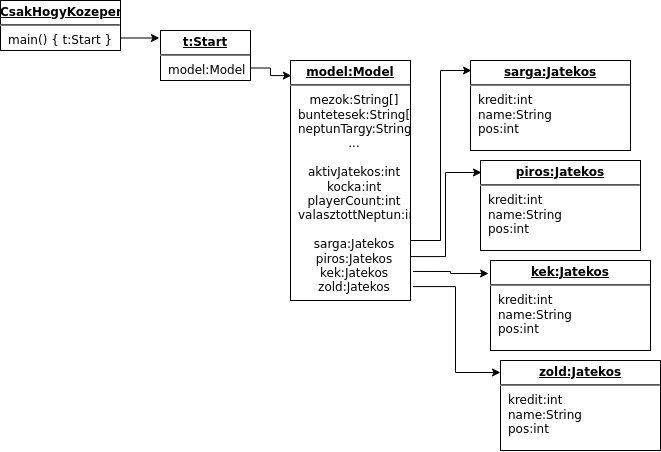 CsakHogyKozeper
main() { t:Start }
t:Start
model:Model
model:Model
mezok:String[]
buntetesek:String[
neptunTargy:String
...
aktivJatekos:int
kocka:int
playerCount:int
valasztottNeptun:i
sarga:Jatekos
piros:Jatekos
kek:Jatekos
zold:Jatekos
sarga:Jatekos
kredit:int
name:String
pos:int
piros:Jatekos
kredit:int
name:String
pos:int
kek:Jatekos
kredit:int
name:String
pos:int
zold:Jatekos
kredit:int
name:String
pos:int